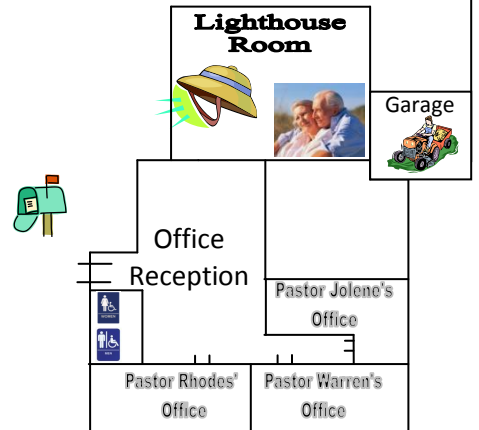 Lighthouse
Room
Garage
Office
Reception
Pastor Jolene's
Office
Pastor Rhodes'
Office
Pastor Warren's
Office